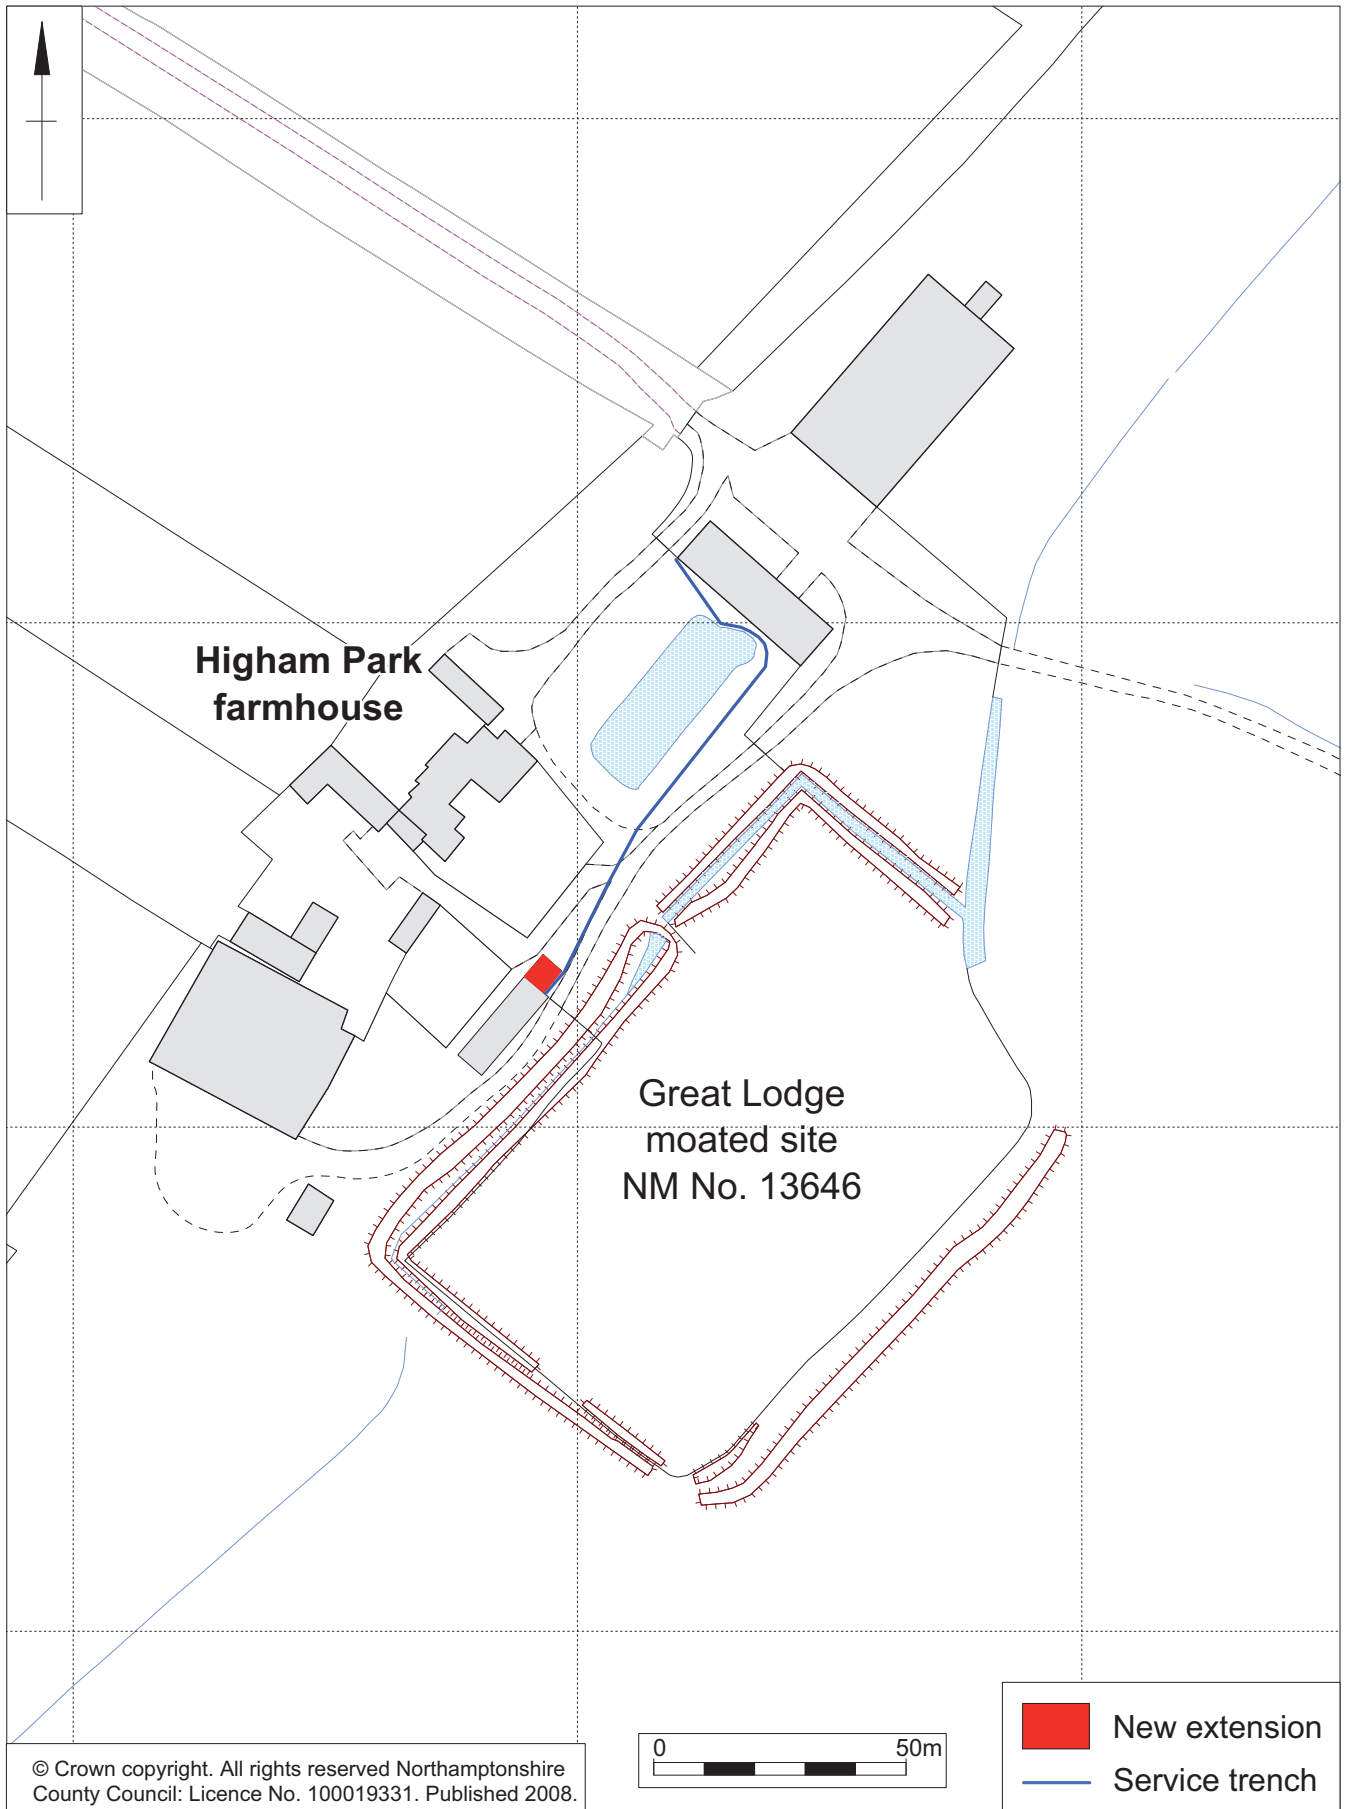 Higham Park
farmhouse
Great Lodge
moated site
NM No. 13646
© Crown copyright. All rights reserved Northamptonshire
County Council: Licence No. 100019331. Published 2008.
0 50m
New extension
Service trench